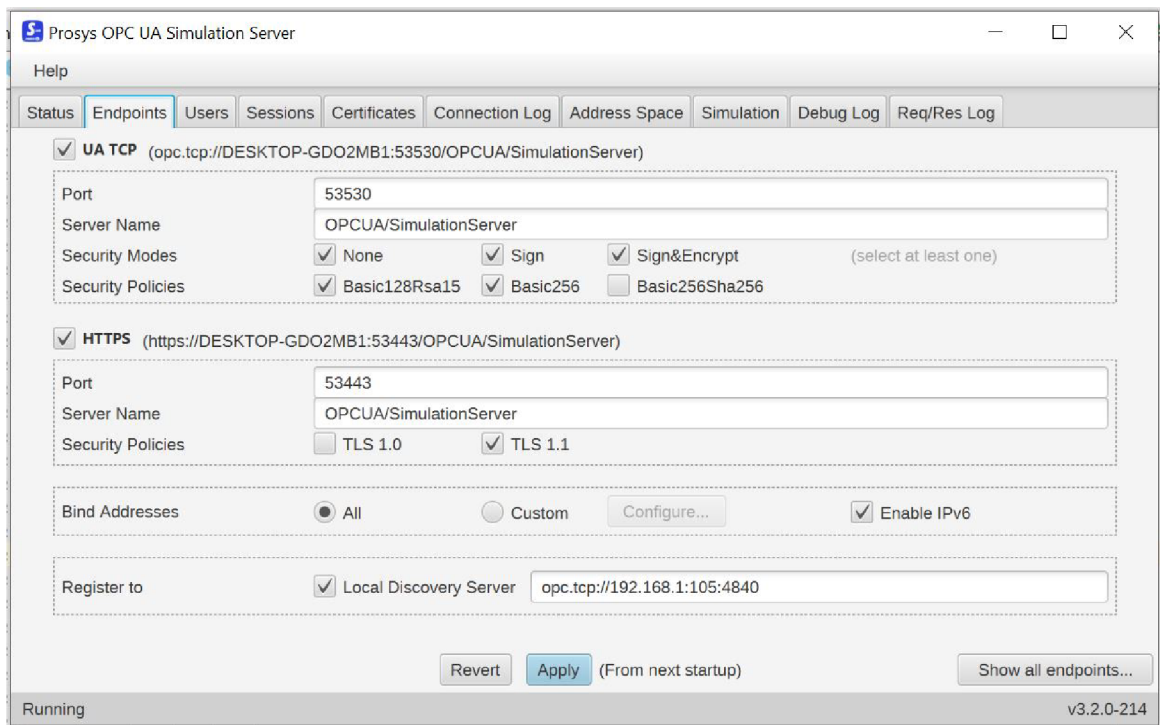 Prosys OPC UA Simulation Server
Help
Status Endpoints Users Sessions Certificates Connection Log Address Space Simulation Debug Log Req/Res Log
UA TCP (opc.tcp://DESKTOP-GDO2MB1:53530/OPCUA/SimulationServer)
Port 53530
Server Name OPCUA/SimulationServer
Security Modes None Sign Sign&Encrypt (select at least one)
Security Policies Basic128Rsa15 Basic256 Basic256Sha256
HTTPS (https://DESKTOP-GDO2MB1:53443/OPCUA/SimulationServer)
Port 53443
Server Name OPCUA/SimulationServer
Security Policies TLS 1.0 TLS 1.1
Bind Addresses All Custom Configure... Enable IPv6
Register to Local Discovery Server opc.tcp://192.168.1:105:4840
Revert Apply (From next startup) Show all endpoints...
Running v3.2.0-214